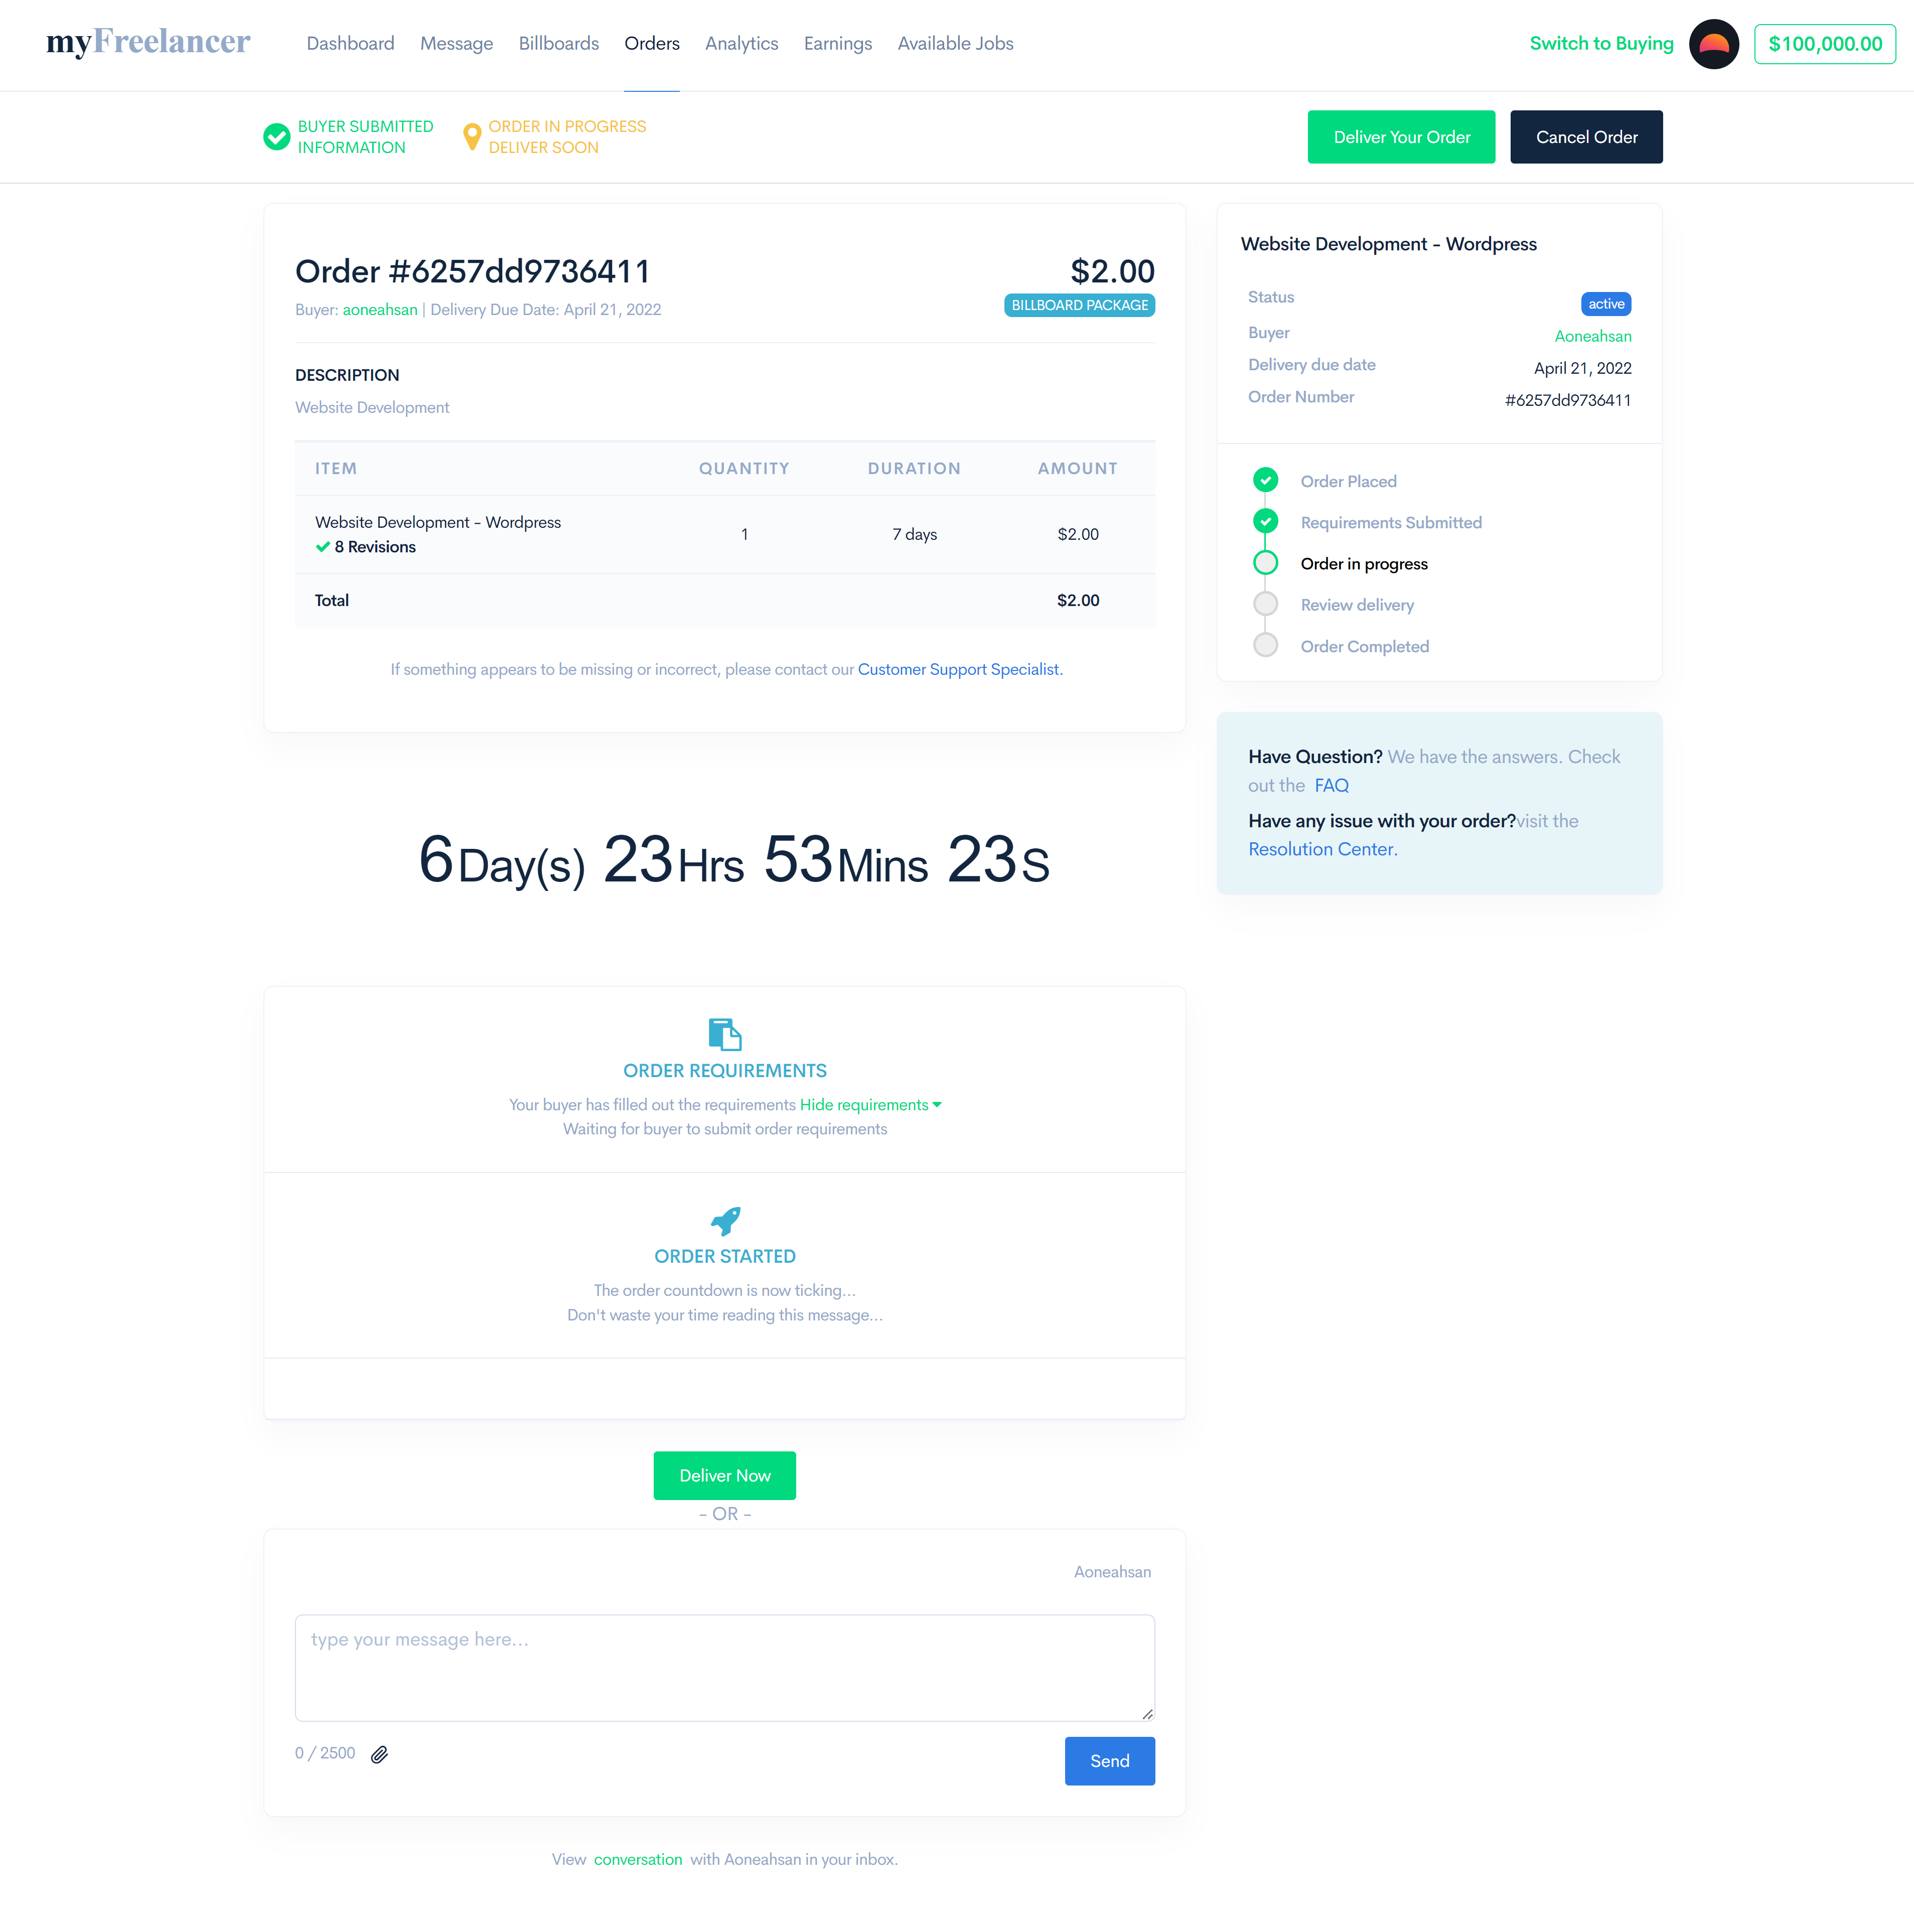 myFreelancer Dashboard Message Billboards Orders Analytics Earnings Available Jobs Switch to Buying $100,000.00
BUYER SUBMITTED
INFORMATION
ORDER IN PROGRESS
DELIVER SOON
Deliver Your Order Cancel Order
Order #6257dd9736411 $2.00
Buyer: aoneahsan | Delivery Due Date: April 21, 2022 BILLBOARD PACKAGE
DESCRIPTION
Website Development
ITEM QUANTITY DURATION AMOUNT
Website Development - Wordpress 1 7 days $2.00
8 Revisions
Total $2.00
If something appears to be missing or incorrect, please contact our Customer Support Specialist.
Website Development - Wordpress
Status active
Buyer Aoneahsan
Delivery due date April 21, 2022
Order Number #6257dd9736411
Order Placed
Requirements Submitted
Order in progress
Review delivery
Order Completed
Have Question? We have the answers. Check
out the FAQ
Have any issue with your order?visit the
Resolution Center.
6Day(s) 23Hrs 53Mins 23S
ORDER REQUIREMENTS
Your buyer has filled out the requirements Hide requirements
Waiting for buyer to submit order requirements
ORDER STARTED
The order countdown is now ticking...
Don't waste your time reading this message...
Deliver Now
- OR -
Aoneahsan
type your message here...
0 / 2500
Send
View conversation with Aoneahsan in your inbox.